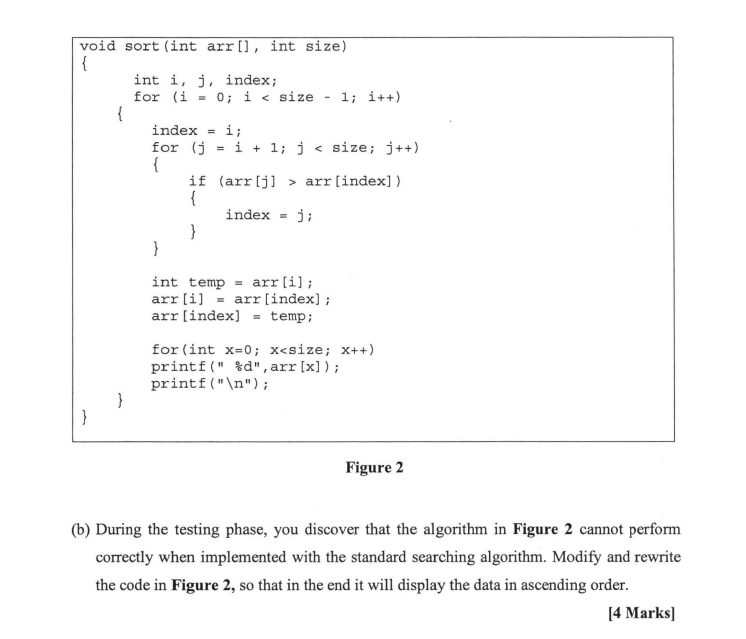 void sort(int arr[], int size)
{
int i, j, index;
for (i = 0; i < size - 1; i++)
{
index = i;
for (j = i + 1; j < size; j++)
{
if (arr[j] > arr[index])
{
index = j;
}
}
int temp = arr[i];
arr[i] = arr[index];
arr[index] = temp;
for(int x=0; x<size; x++)
printf(" %d",arr[x]);
printf("\n");
}
}
Figure 2
(b) During the testing phase, you discover that the algorithm in Figure 2 cannot perform
correctly when implemented with the standard searching algorithm. Modify and rewrite
the code in Figure 2, so that in the end it will display the data in ascending order.
[4 Marks]